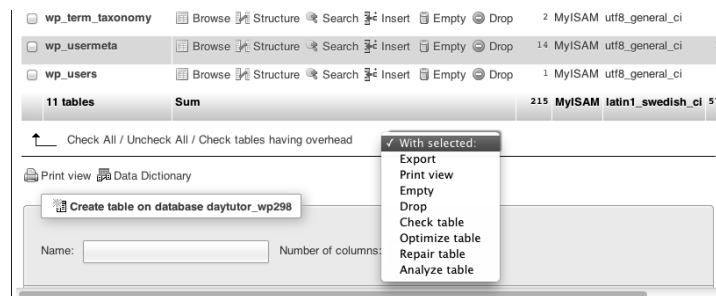 wp_term_taxonomy Browse Structure Search Insert Empty Drop 2 MyISAM utf8_general_ci
wp_usermeta Browse Structure Search Insert Empty Drop 14 MyISAM utf8_general_ci
wp_users Browse Structure Search Insert Empty Drop 1 MyISAM utf8_general_ci
11 tables Sum 215 MyISAM latin1_swedish_ci
Check All / Uncheck All / Check tables having overhead
✓ With selected:
Export
Print view
Empty
Drop
Check table
Optimize table
Repair table
Analyze table
Print view Data Dictionary
Create table on database daytutor_wp298
Name: Number of columns: